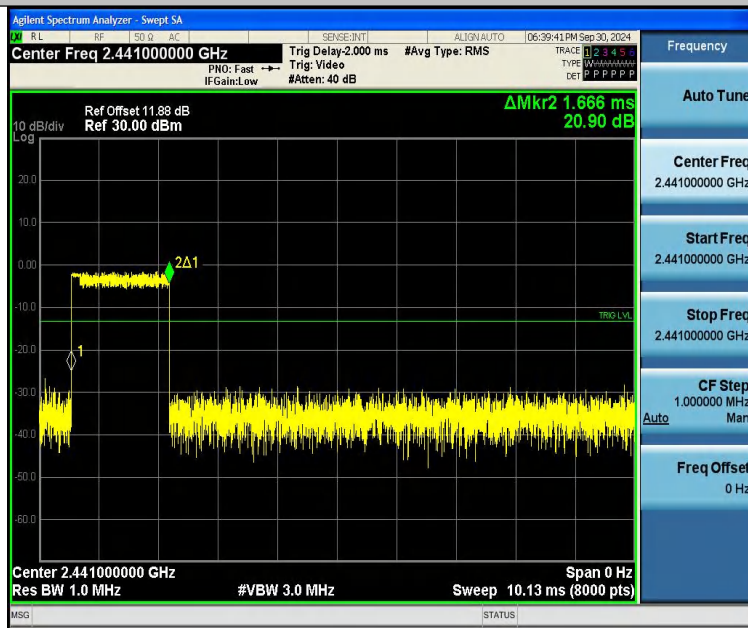 Agilent Spectrum Analyzer - Swept SA
LXI RL RF 50 Ω AC SENSE:INT ALIGN AUTO 06:39:41 PM Sep 30, 2024
Center Freq 2.441000000 GHz
PNO: Fast
IFGain:Low
Trig Delay-2.000 ms
Trig: Video
#Atten: 40 dB
#Avg Type: RMS
TRACE 1 2 3 4 5 6
TYPE W
DET P P P P P P
Ref Offset 11.88 dB
10 dB/div Ref 30.00 dBm
Log
ΔMkr2 1.666 ms
20.90 dB
20.0
10.0
0.00
-10.0
-20.0
-30.0
-40.0
-50.0
-60.0
2Δ1
1
TRIG LVL
Center 2.441000000 GHz Span 0 Hz
Res BW 1.0 MHz #VBW 3.0 MHz Sweep 10.13 ms (8000 pts)
MSG STATUS
Frequency
Auto Tune
Center Freq
2.441000000 GHz
Start Freq
2.441000000 GHz
Stop Freq
2.441000000 GHz
CF Step
1.000000 MHz
Auto Man
Freq Offset
0 Hz